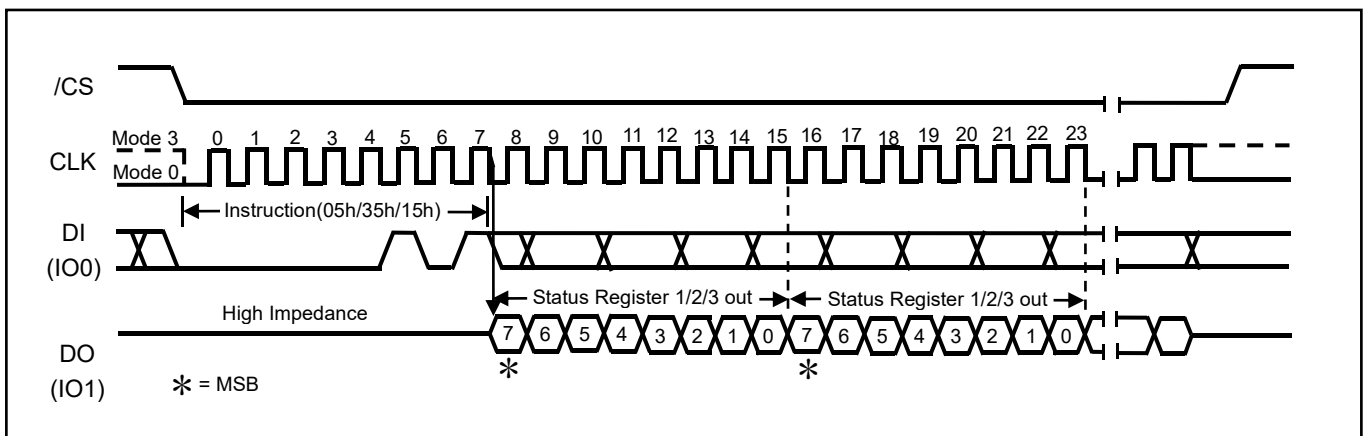 /CS
Mode 3 0 1 2 3 4 5 6 7 8 9 10 11 12 13 14 15 16 17 18 19 20 21 22 23
CLK
Mode 0
Instruction(05h/35h/15h)
DI
(IO0)
Status Register 1/2/3 out Status Register 1/2/3 out
High Impedance
7 6 5 4 3 2 1 0 7 6 5 4 3 2 1 0
DO
(IO1)
* *
* = MSB